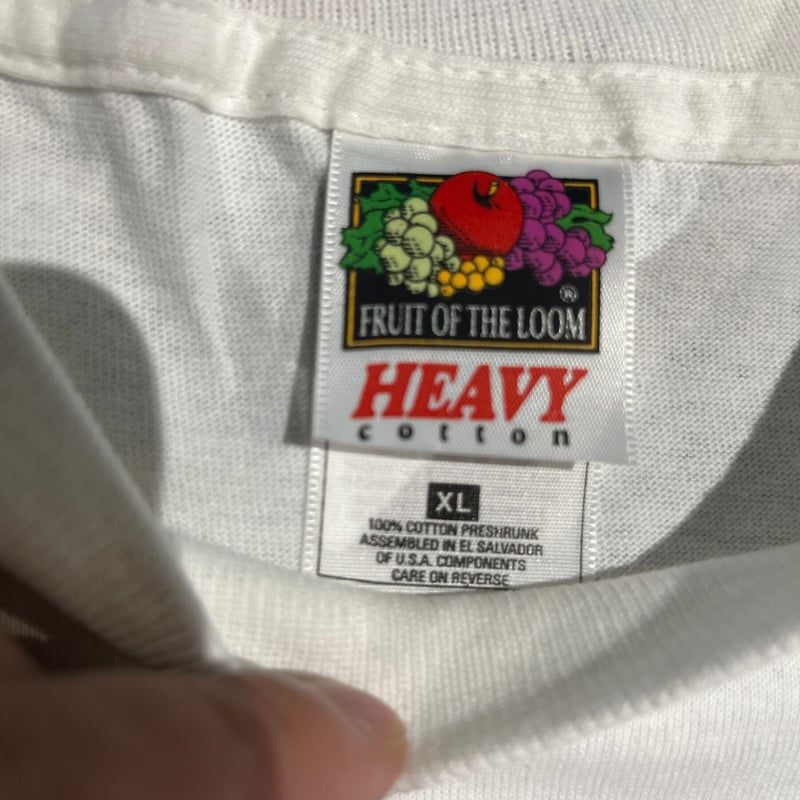 ®
FRUIT OF THE LOOM
HEAVY
cotton
XL
100% COTTON PRESHRUNK
ASSEMBLED IN EL SALVADOR
OF U.S.A. COMPONENTS
CARE ON REVERSE